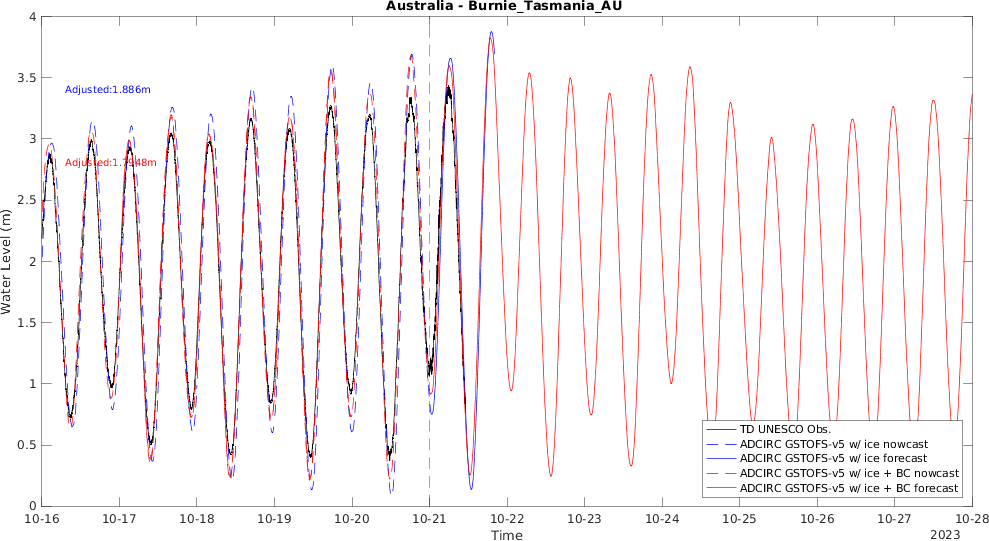 Australia - Burnie_Tasmania_AU
4
3.5
3
2.5
2
1.5
1
0.5
0
Water Level (m)
Adjusted:1.886m
Adjusted:1.7948m
TD UNESCO Obs.
ADCIRC GSTOFS-v5 w/ ice nowcast
ADCIRC GSTOFS-v5 w/ ice forecast
ADCIRC GSTOFS-v5 w/ ice + BC nowcast
ADCIRC GSTOFS-v5 w/ ice + BC forecast
10-16 10-17 10-18 10-19 10-20 10-21 10-22 10-23 10-24 10-25 10-26 10-27 10-28
Time
2023